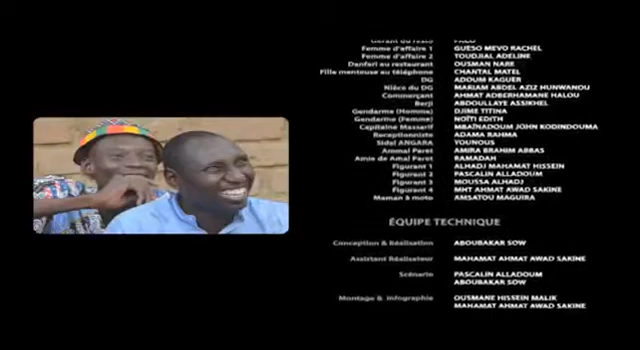 Femme d'affaire 1 GUÉSO MEVO RACHEL
Femme d'affaire 2 TOUDJIAL ADELINE
Danfari au restaurant OUSMAN NARE
Fille menteuse au téléphone CHANTAL MATEL
DG ADOUM KAGUER
Nièce du DG MARIAM ABDEL AZIZ HUNWANOU
Commerçant AHMAT ADBERHAMANE HALOU
Berji ABDOULLAYE ASSIKHEL
Gendarme (Homme) DJIME TITINA
Gendarme (Femme) NOÏTI EDITH
Capitaine Massarif MBAÏNADOUM JOHN KODINDOUMA
Receptionniste ADAMA RAHMA
Sidal ANGARA YOUNOUS
Ammal Paret AMIRA BRAHIM ABBAS
Amie de Amal Paret RAMADAH
Figurant 1 ALHADJ MAHAMAT HISSEIN
Figurant 2 PASCALIN ALLADOUM
Figurant 3 MOUSSA ALHADJ
Figurant 4 MHT AHMAT AWAD SAKINE
Maman à moto AMSATOU MAGUIRA
ÉQUIPE TECHNIQUE
Conception & Réalisation ABOUBAKAR SOW
Assistant Réalisateur MAHAMAT AHMAT AWAD SAKINE
Scénario PASCALIN ALLADOUM
ABOUBAKAR SOW
Montage & Infographie OUSMANE HISSEIN MALIK
MAHAMAT AHMAT AWAD SAKINE